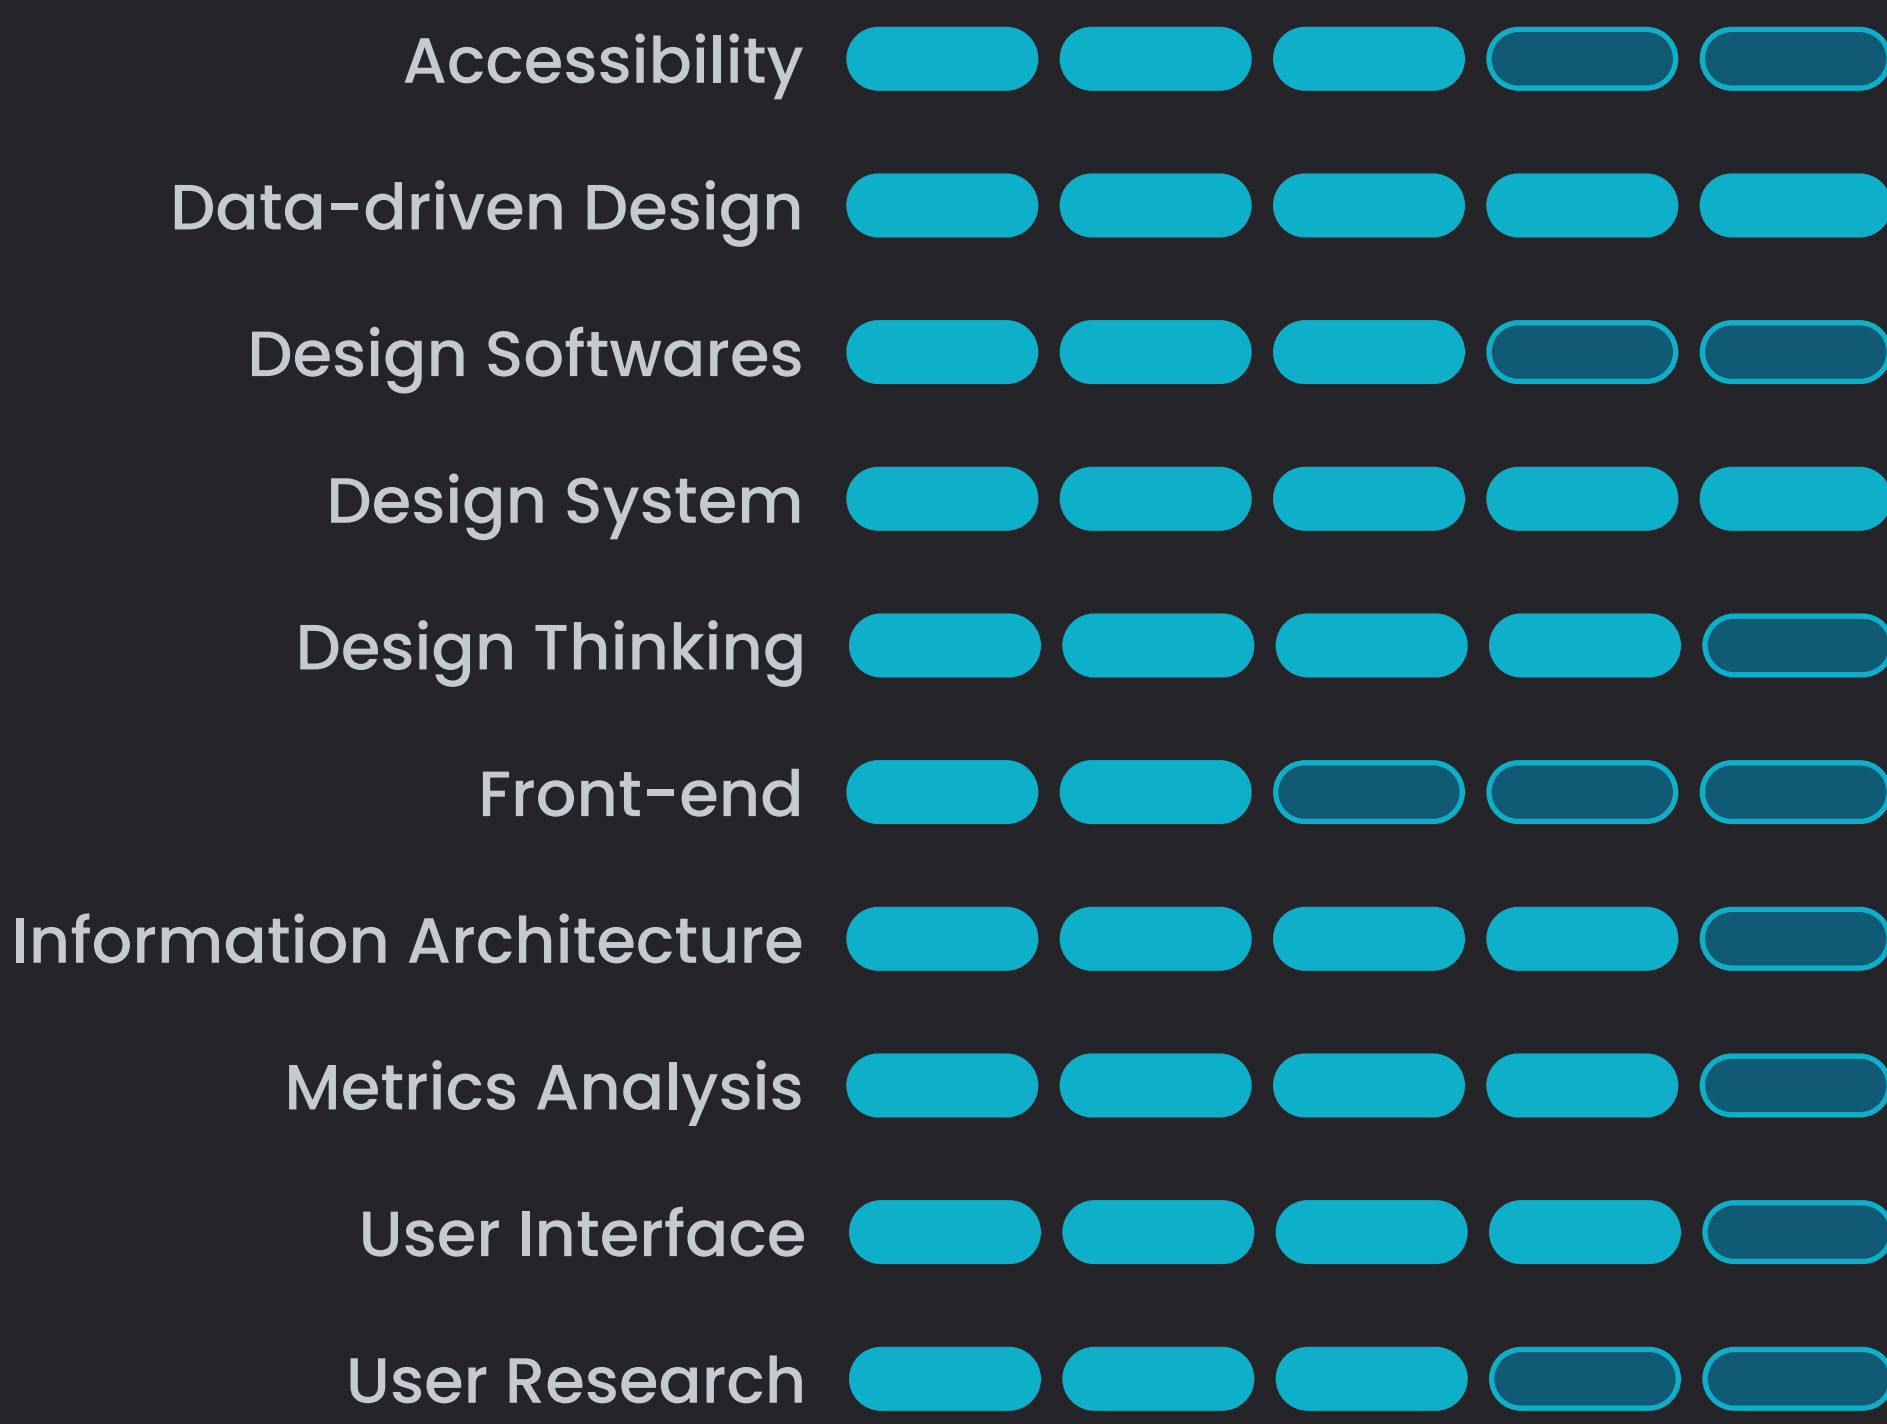 Accessibility
Data-driven Design
Design Softwares
Design System
Design Thinking
Front-end
Information Architecture
Metrics Analysis
User Interface
User Research